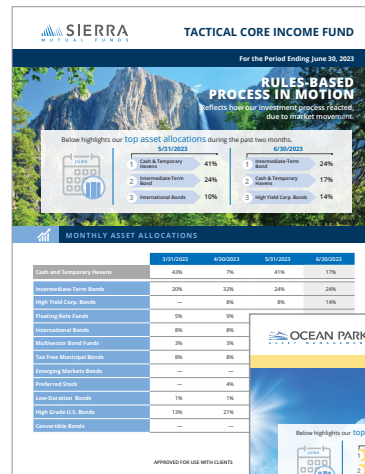 SIERRA
MUTUAL FUNDS
TACTICAL CORE INCOME FUND
For the Period Ending June 30, 2023
RULES-BASED
PROCESS IN MOTION
Reflects how our investment process reacted,
due to market movement.
Below highlights our top asset allocations during the past two months.
5/31/2023 6/30/2023
JUNE
1 Cash & Temporary Havens 41% 1 Intermediate-Term Bond 24%
2 Intermediate-Term Bond 24% 2 Cash & Temporary Havens 17%
3 International Bonds 10% 3 High Yield Corp. Bonds 14%
MONTHLY ASSET ALLOCATIONS
3/31/2023 4/30/2023 5/31/2023 6/30/2023
Cash and Temporary Havens 43% 7% 41% 17%
Intermediate-Term Bonds 20% 32% 24% 24%
High Yield Corp. Bonds — 8% 8% 14%
Floating Rate Funds 5% 9%
International Bonds 8% 8%
Multisector Bond Funds 3% 3%
Tax-Free Municipal Bonds 8% 8%
Emerging Markets Bonds — —
Preferred Stock — 4%
Low-Duration Bonds 1% 1%
High Grade U.S. Bonds 13% 21%
Convertible Bonds — —
OCEAN PARK
ASSET MANAGEMENT
Below highlights our top
JUNE
1
2
APPROVED FOR USE WITH CLIENTS